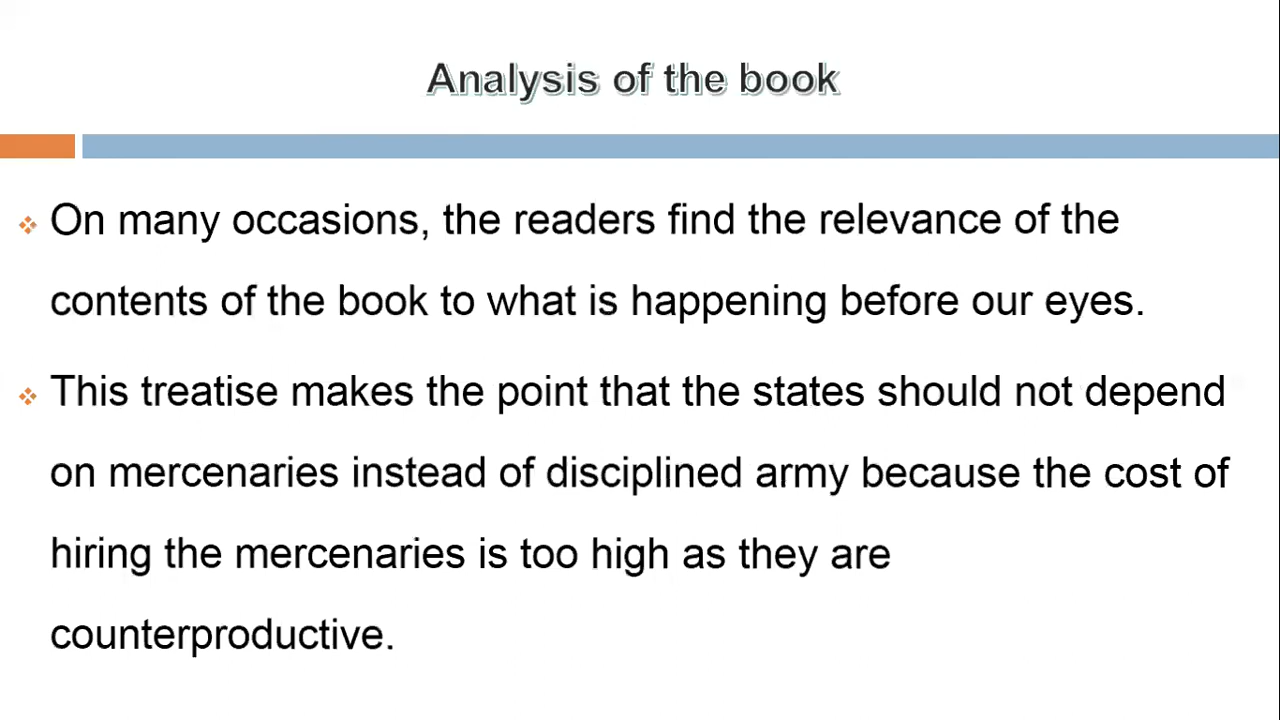 Analysis of the book
On many occasions, the readers find the relevance of the
contents of the book to what is happening before our eyes.
This treatise makes the point that the states should not depend
on mercenaries instead of disciplined army because the cost of
hiring the mercenaries is too high as they are
counterproductive.